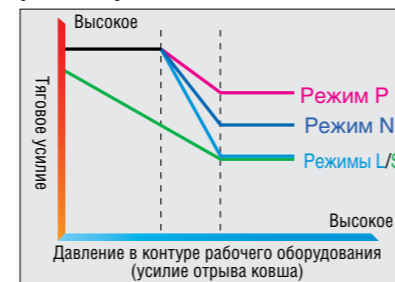 Высокое
Тяговое усилие
Режим P
Режим N
Режимы L/S
Высокое
Давление в контуре рабочего оборудования
(усилие отрыва ковша)